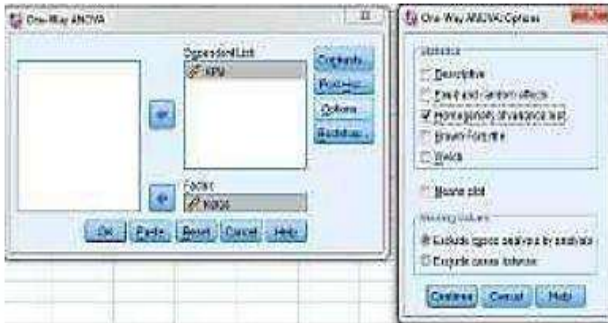 One-Way ANOVA
Dependent List:
Contrasts...
Post Hoc...
Options...
Bootstrap...
Factor:
OK Paste Reset Cancel Help
One-Way ANOVA: Options
Statistics
Descriptive
Fixed and random effects
Homogeneity of variance test
Brown-Forsythe
Welch
Means plot
Missing Values
Exclude cases analysis by analysis
Exclude cases listwise
Continue Cancel Help